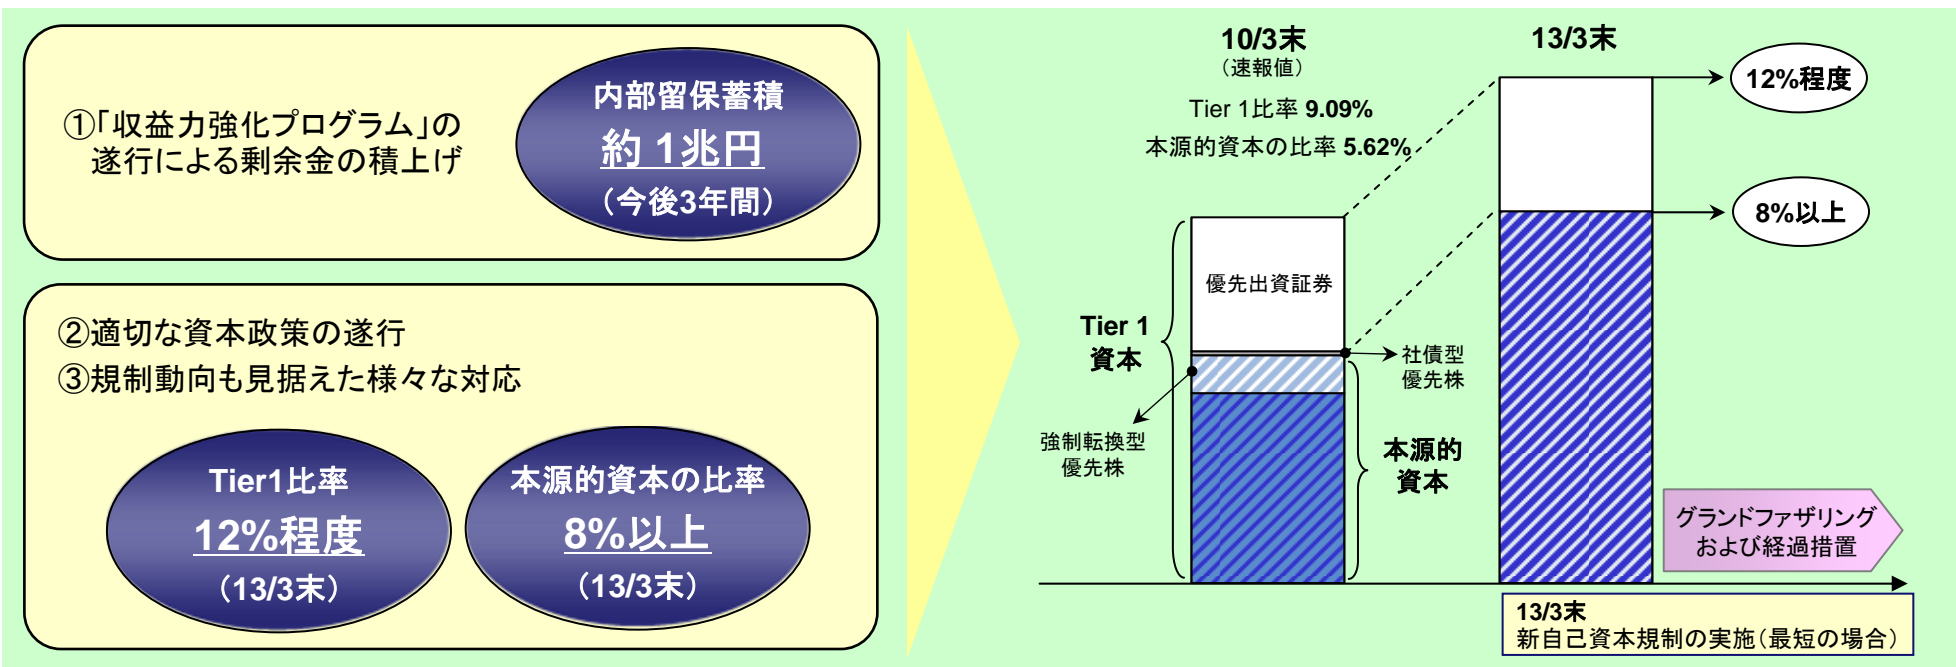 ①「収益力強化プログラム」の
遂行による剰余金の積上げ
内部留保蓄積
約 1兆円
（今後3年間）
②適切な資本政策の遂行
③規制動向も見据えた様々な対応
Tier1比率
12%程度
（13/3末）
本源的資本の比率
8%以上
（13/3末）
10/3末
（速報値）
Tier 1比率 9.09%
本源的資本の比率 5.62%
13/3末
12%程度
8%以上
優先出資証券
Tier 1
資本
社債型
優先株
強制転換型
優先株
本源的
資本
グランドファザリング
および経過措置
13/3末
新自己資本規制の実施（最短の場合）